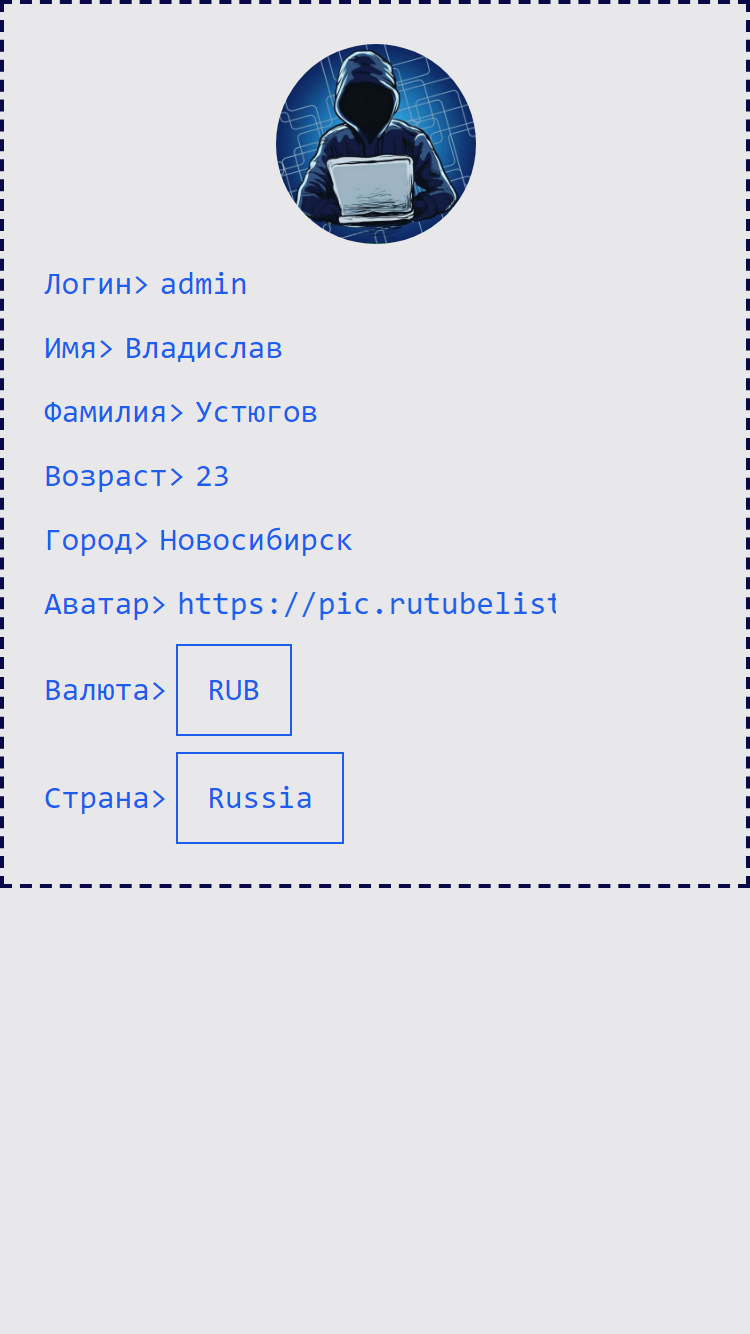 Логин> admin
Имя> Владислав
Фамилия> Устюгов
Возраст> 23
Город> Новосибирск
Аватар> https://pic.rutubelist
Валюта> RUB
Страна> Russia